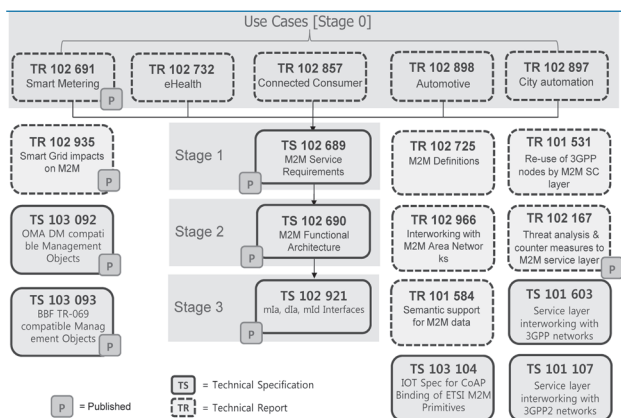 Use Cases [Stage 0]
TR 102 691
Smart Metering
P
TR 102 732
eHealth
TR 102 857
Connected Consumer
TR 102 898
Automotive
TR 102 897
City automation
TR 102 935
Smart Grid impacts
on M2M
P
Stage 1
TS 102 689
M2M Service
Requirements
P
TR 102 725
M2M Definitions
TR 101 531
Re-use of 3GPP
nodes by M2M SC
layer
TS 103 092
OMA DM compati
ble Management
Objects
P
Stage 2
TS 102 690
M2M Functional
Architecture
P
TR 102 966
Interworking with
M2M Area Networ
ks
TR 102 167
Threat analysis &
counter measures to
M2M service layer
P
TS 103 093
BBF TR-069
compatible Manag
ement Objects
P
Stage 3
TS 102 921
mIa, dIa, mId Interfaces
P
TR 101 584
Semantic support
for M2M data
TS 101 603
Service layer
interworking with
3GPP networks
TS 103 104
IOT Spec for CoAP
Binding of ETSI M2M
Primitives
TS 101 107
Service layer
interworking with
3GPP2 networks
P = Published
TS = Technical Specification
TR = Technical Report